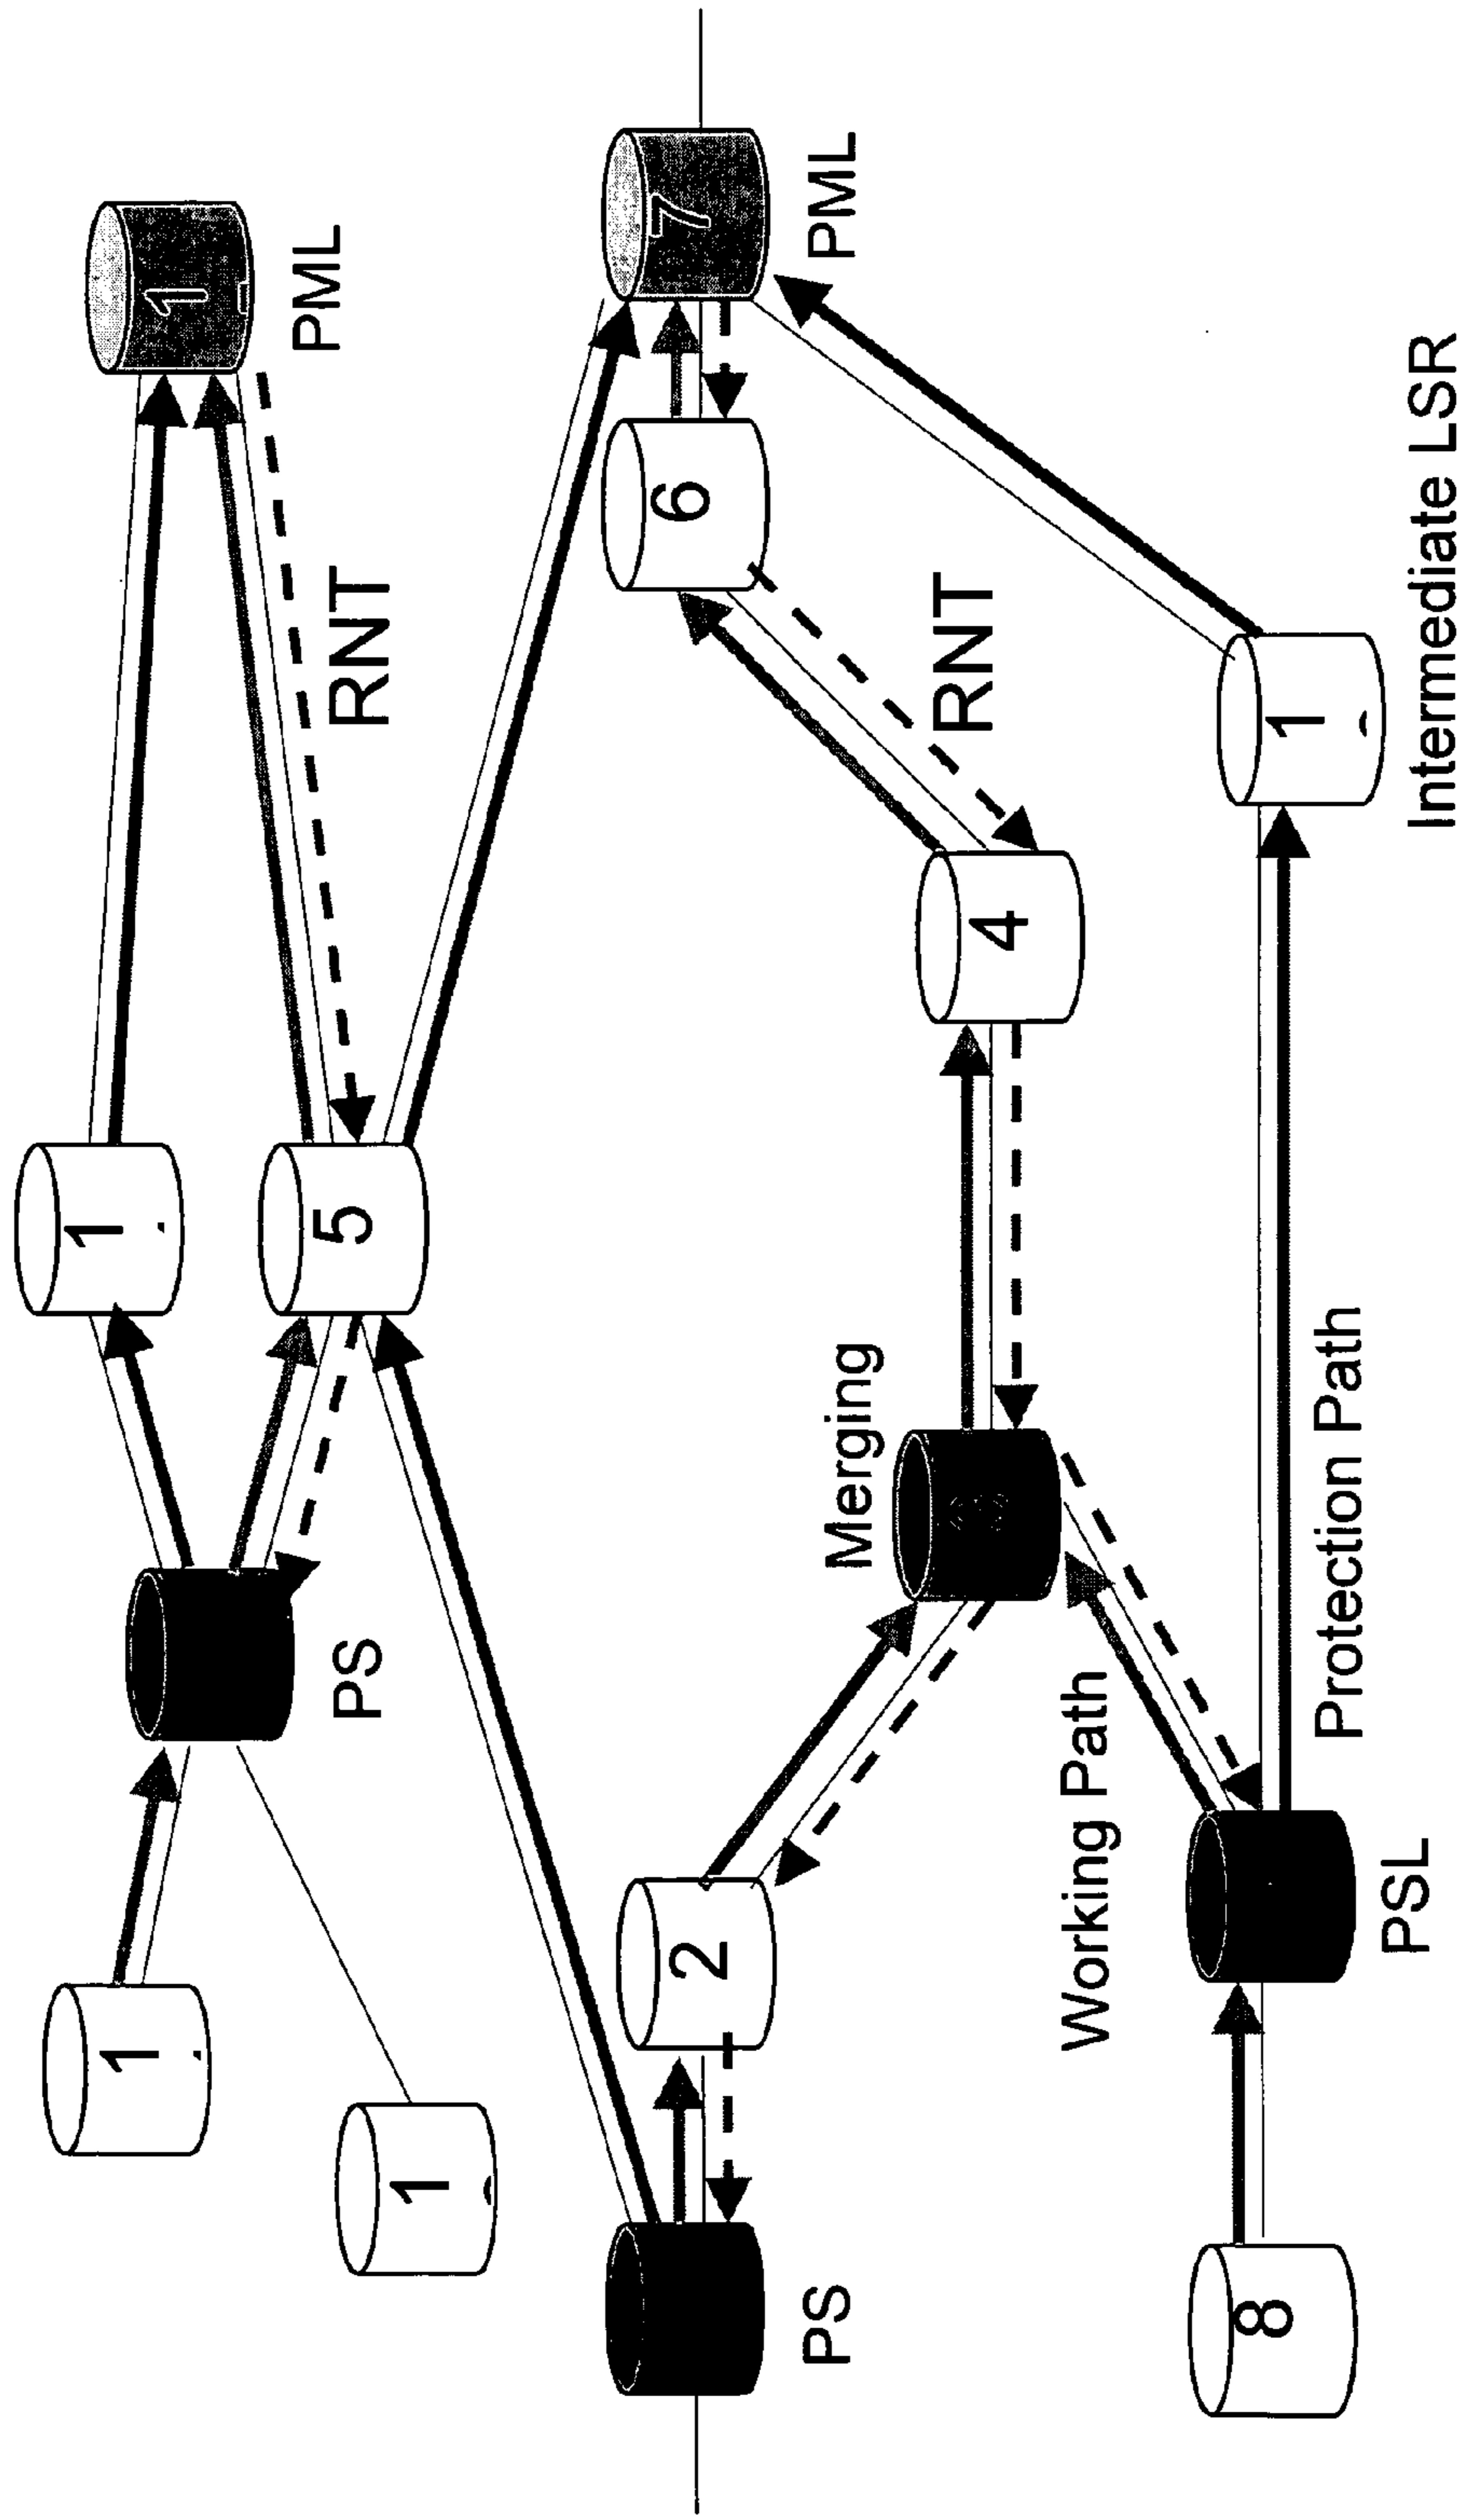 1
1
PML
1
PS
5
RNT
1
PS
2
6
7
PML
Merging
4
RNT
Working Path
8
PSL
Protection Path
1
Intermediate LSR